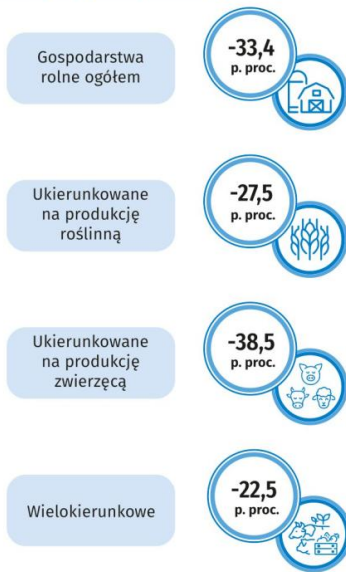 Gospodarstwa
rolne ogółem
-33,4
p. proc.
Ukierunkowane
na produkcję
roślinną
-27,5
p. proc.
Ukierunkowane
na produkcję
zwierzęcą
-38,5
p. proc.
Wielokierunkowe
-22,5
p. proc.